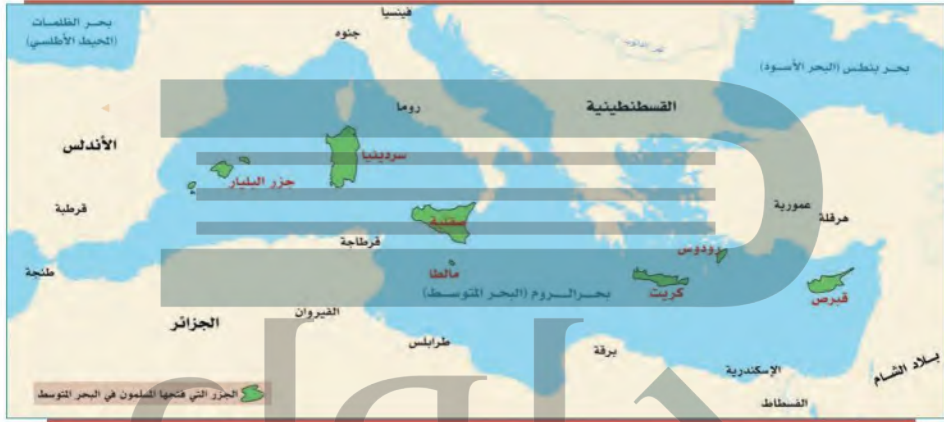 بحر الظلمات
(المحيط الأطلسي)
فينسيا
جنوه
بحر بنطس (البحر الأسود)
روما
القسطنطينية
الأندلس
سردينيا
جزر البليار
قرطبة
صقلية
عمورية
هرقلة
قرطاجة
رودوس
طنجة
مالطا
كريت
قبرص
بحر الروم (البحر المتوسط)
القيروان
الجزائر
طرابلس
برقة
الإسكندرية
بلاد الشام
الفسطاط
الجزر التي فتحها المسلمون في البحر المتوسط